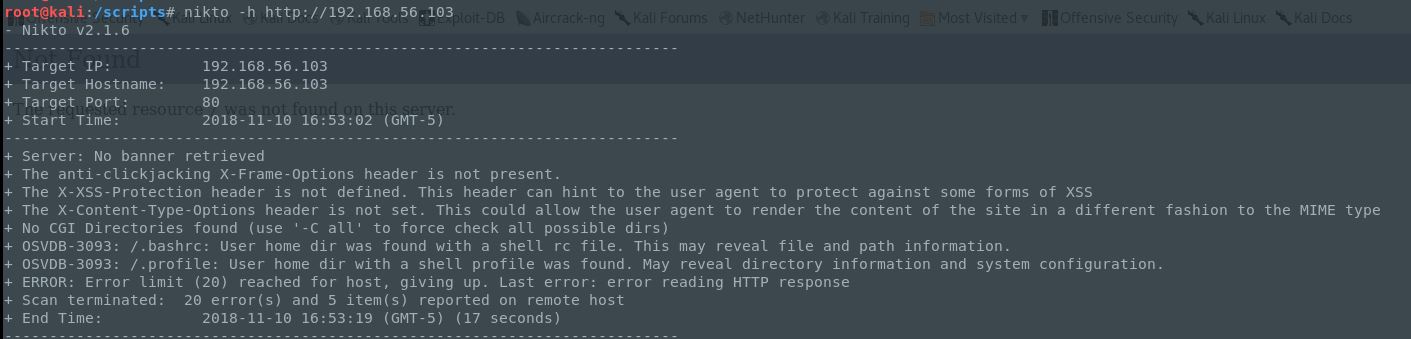 root@kali:/scripts# nikto -h http://192.168.56.103
Kali Linux Kali Docs Kali Tools Exploit-DB Aircrack-ng Kali Forums NetHunter Kali Training Most Visited Offensive Security Kali Linux Kali Docs
- Nikto v2.1.6
---------------------------------------------------------------------------
Not Found
+ Target IP:          192.168.56.103
+ Target Hostname:    192.168.56.103
+ Target Port:        80
The requested resource / was not found on this server.
+ Start Time:         2018-11-10 16:53:02 (GMT-5)
---------------------------------------------------------------------------
+ Server: No banner retrieved
+ The anti-clickjacking X-Frame-Options header is not present.
+ The X-XSS-Protection header is not defined. This header can hint to the user agent to protect against some forms of XSS
+ The X-Content-Type-Options header is not set. This could allow the user agent to render the content of the site in a different fashion to the MIME type
+ No CGI Directories found (use '-C all' to force check all possible dirs)
+ OSVDB-3093: /.bashrc: User home dir was found with a shell rc file. This may reveal file and path information.
+ OSVDB-3093: /.profile: User home dir with a shell profile was found. May reveal directory information and system configuration.
+ ERROR: Error limit (20) reached for host, giving up. Last error: error reading HTTP response
+ Scan terminated:  20 error(s) and 5 item(s) reported on remote host
+ End Time:           2018-11-10 16:53:19 (GMT-5) (17 seconds)
---------------------------------------------------------------------------